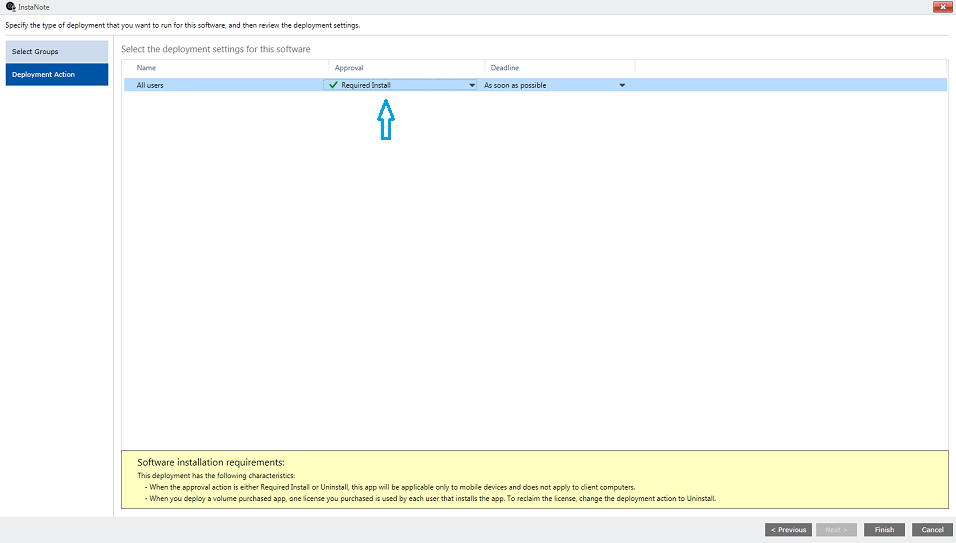 InstaNote
Specify the type of deployment that you want to run for this software, and then review the deployment settings.
Select Groups
Deployment Action
Select the deployment settings for this software
Name Approval Deadline
All users Required Install As soon as possible
Software installation requirements:
This deployment has the following characteristics:
- When the approval action is either Required Install or Uninstall, this app will be applicable only to mobile devices and does not apply to client computers.
- When you deploy a volume purchased app, one license you purchased is used by each user that installs the app. To reclaim the license, change the deployment action to Uninstall.
< Previous Next > Finish Cancel